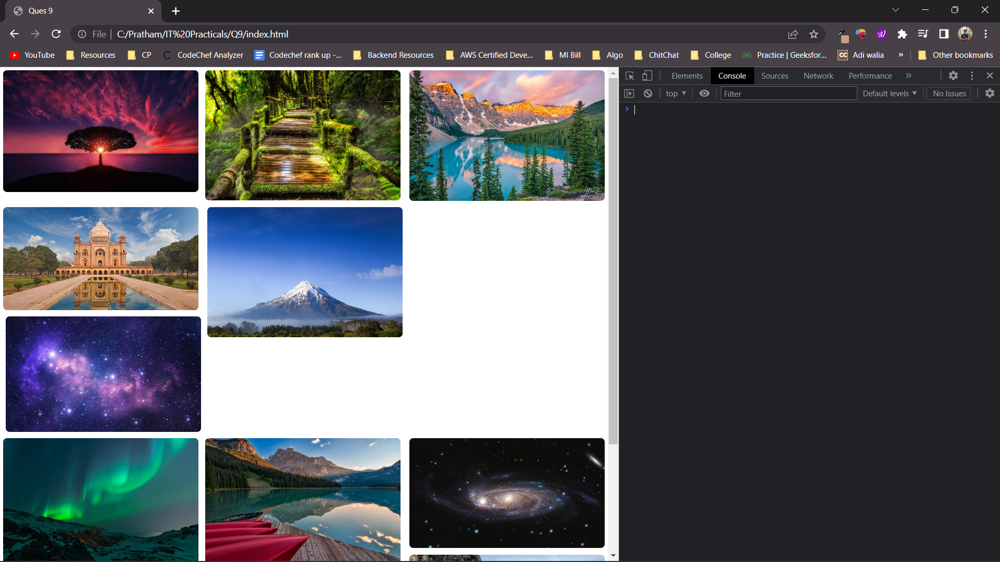 Ques 9
File C:/Pratham/IT%20Practicals/Q9/index.html
YouTube Resources CP CodeChef Analyzer Codechef rank up -... Backend Resources AWS Certified Deve... MI Bill Algo ChitChat College Practice | Geeksfor... CC Adi walia » Other bookmarks
Elements Console Sources Network Performance »
top Filter Default levels No Issues